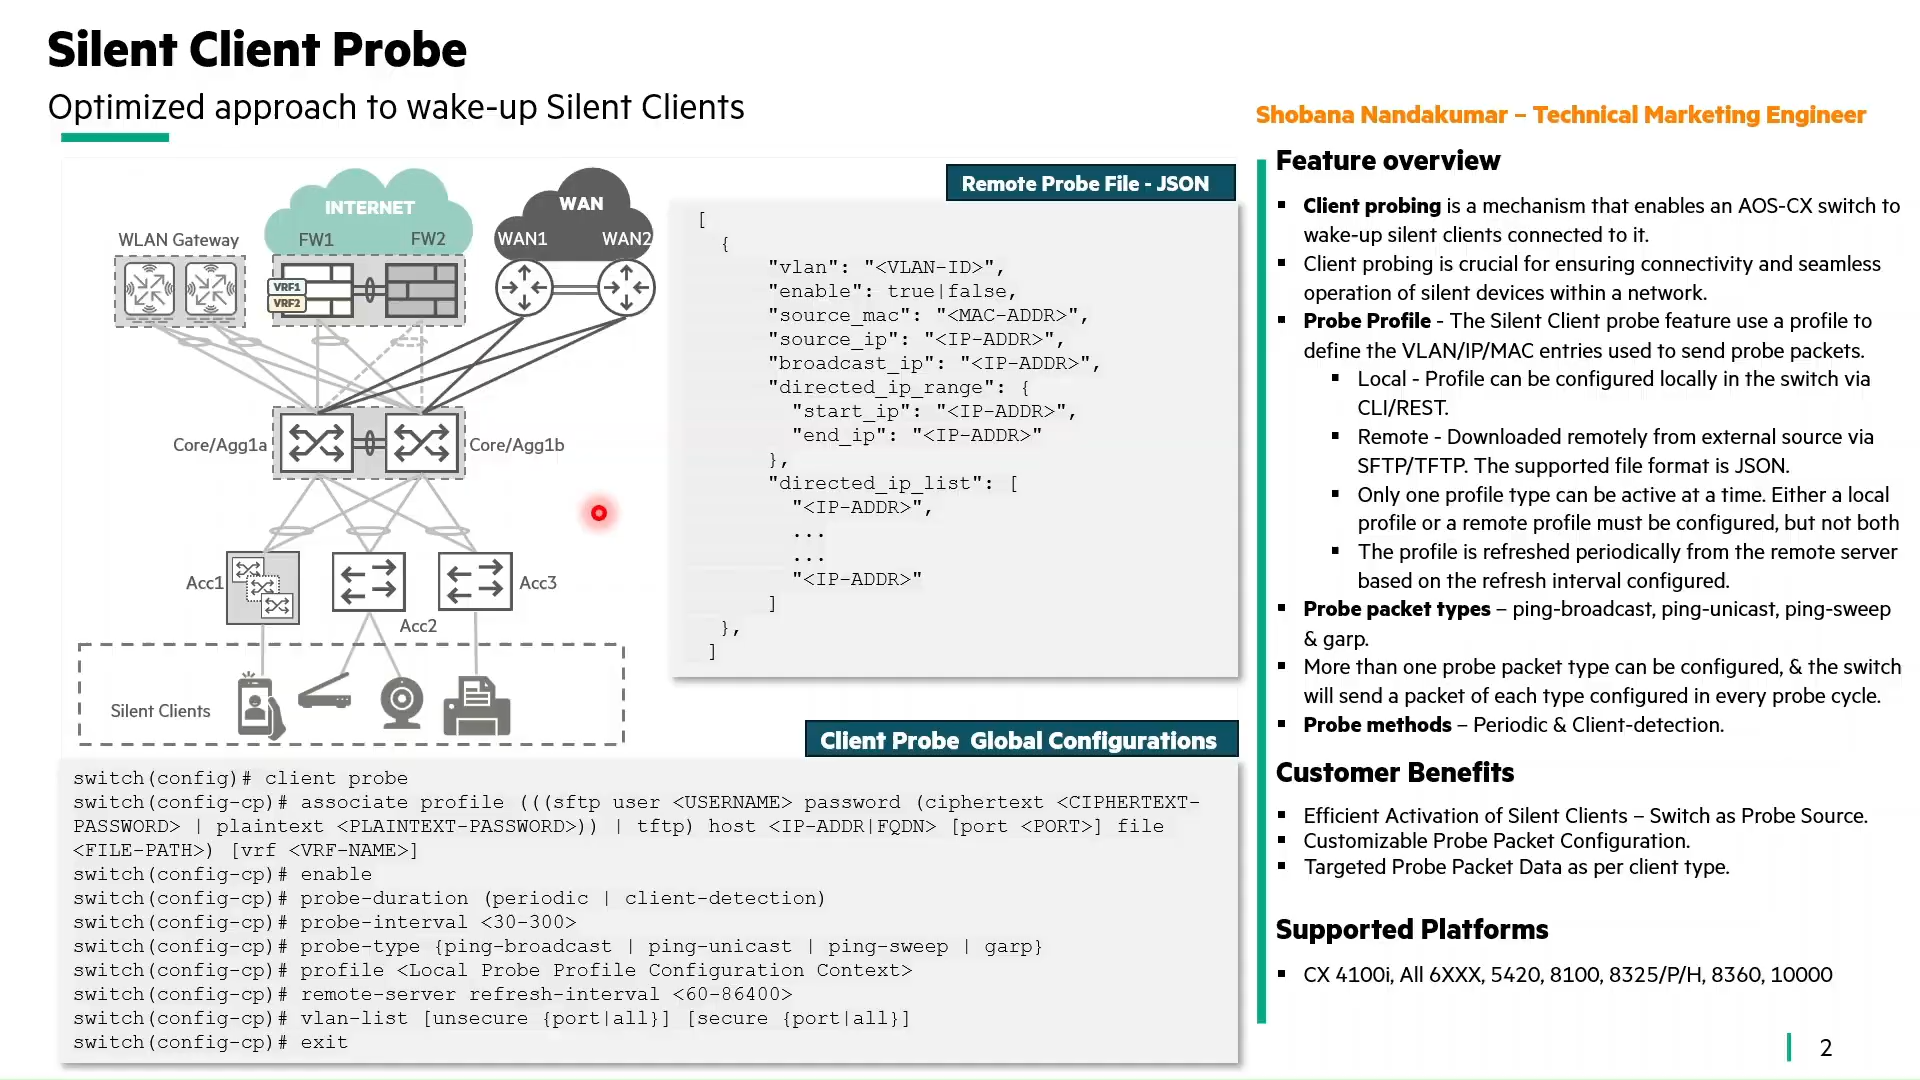 Silent Client Probe
Optimized approach to wake-up Silent Clients
Shobana Nandakumar – Technical Marketing Engineer
INTERNET
WAN
WLAN Gateway
FW1
FW2
WAN1
WAN2
VRF1
VRF2
Core/Agg1a
Core/Agg1b
Acc1
Acc3
Acc2
Silent Clients
Remote Probe File - JSON
[
{
"vlan": "<VLAN-ID>",
"enable": true|false,
"source_mac": "<MAC-ADDR>",
"source_ip": "<IP-ADDR>",
"broadcast_ip": "<IP-ADDR>",
"directed_ip_range": {
"start_ip": "<IP-ADDR>",
"end_ip": "<IP-ADDR>"
},
"directed_ip_list": [
"<IP-ADDR>",
...
...
"<IP-ADDR>"
]
},
]
Client Probe Global Configurations
switch(config)# client probe
switch(config-cp)# associate profile (((sftp user <USERNAME> password (ciphertext <CIPHERTEXT-
PASSWORD> | plaintext <PLAINTEXT-PASSWORD>)) | tftp) host <IP-ADDR|FQDN> [port <PORT>] file
<FILE-PATH>) [vrf <VRF-NAME>]
switch(config-cp)# enable
switch(config-cp)# probe-duration (periodic | client-detection)
switch(config-cp)# probe-interval <30-300>
switch(config-cp)# probe-type {ping-broadcast | ping-unicast | ping-sweep | garp}
switch(config-cp)# profile <Local Probe Profile Configuration Context>
switch(config-cp)# remote-server refresh-interval <60-86400>
switch(config-cp)# vlan-list [unsecure {port|all}] [secure {port|all}]
switch(config-cp)# exit
Feature overview
▪ Client probing is a mechanism that enables an AOS-CX switch to
wake-up silent clients connected to it.
▪ Client probing is crucial for ensuring connectivity and seamless
operation of silent devices within a network.
▪ Probe Profile - The Silent Client probe feature use a profile to
define the VLAN/IP/MAC entries used to send probe packets.
▪ Local - Profile can be configured locally in the switch via
CLI/REST.
▪ Remote - Downloaded remotely from external source via
SFTP/TFTP. The supported file format is JSON.
▪ Only one profile type can be active at a time. Either a local
profile or a remote profile must be configured, but not both
▪ The profile is refreshed periodically from the remote server
based on the refresh interval configured.
▪ Probe packet types – ping-broadcast, ping-unicast, ping-sweep
& garp.
▪ More than one probe packet type can be configured, & the switch
will send a packet of each type configured in every probe cycle.
▪ Probe methods – Periodic & Client-detection.
Customer Benefits
▪ Efficient Activation of Silent Clients – Switch as Probe Source.
▪ Customizable Probe Packet Configuration.
▪ Targeted Probe Packet Data as per client type.
Supported Platforms
▪ CX 4100i, All 6XXX, 5420, 8100, 8325/P/H, 8360, 10000
2